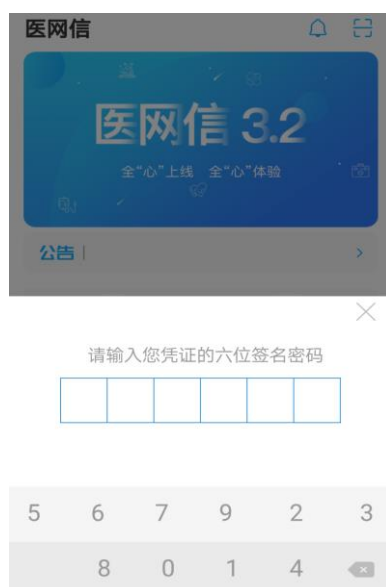 医网信
医网信 3.2
全“心”上线 全“心”体验
公告
请输入您凭证的六位签名密码
5 6 7 9 2 3
8 0 1 4